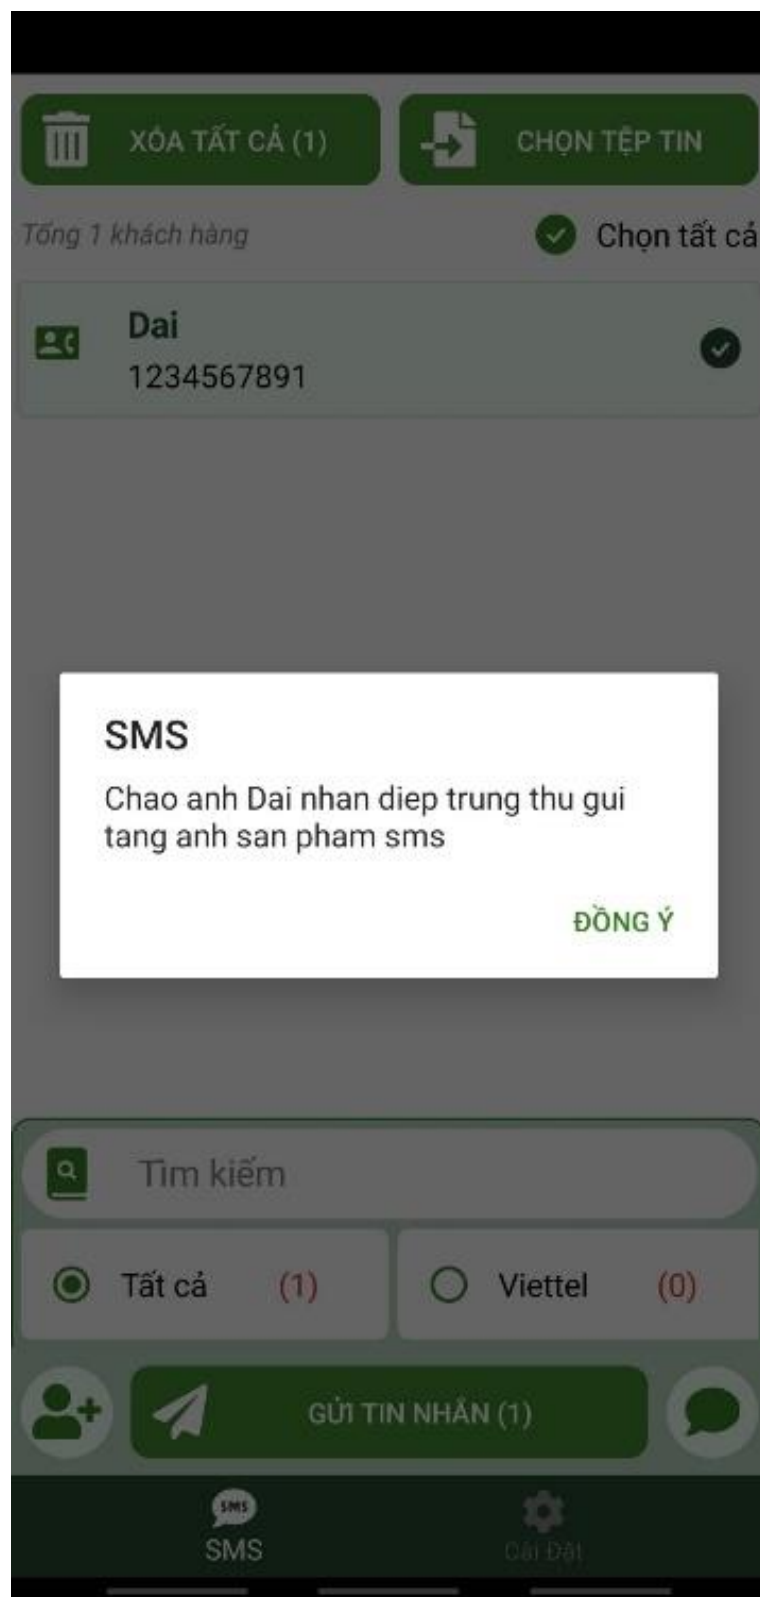 XÓA TẤT CẢ (1)
CHỌN TỆP TIN
Tổng 1 khách hàng
Chọn tất cả
Dai
1234567891
SMS
Chao anh Dai nhan diep trung thu gui
tang anh san pham sms
ĐỒNG Ý
Tìm kiếm
Tất cả (1)
Viettel (0)
GỬI TIN NHẮN (1)
SMS
SMS
Cài Đặt